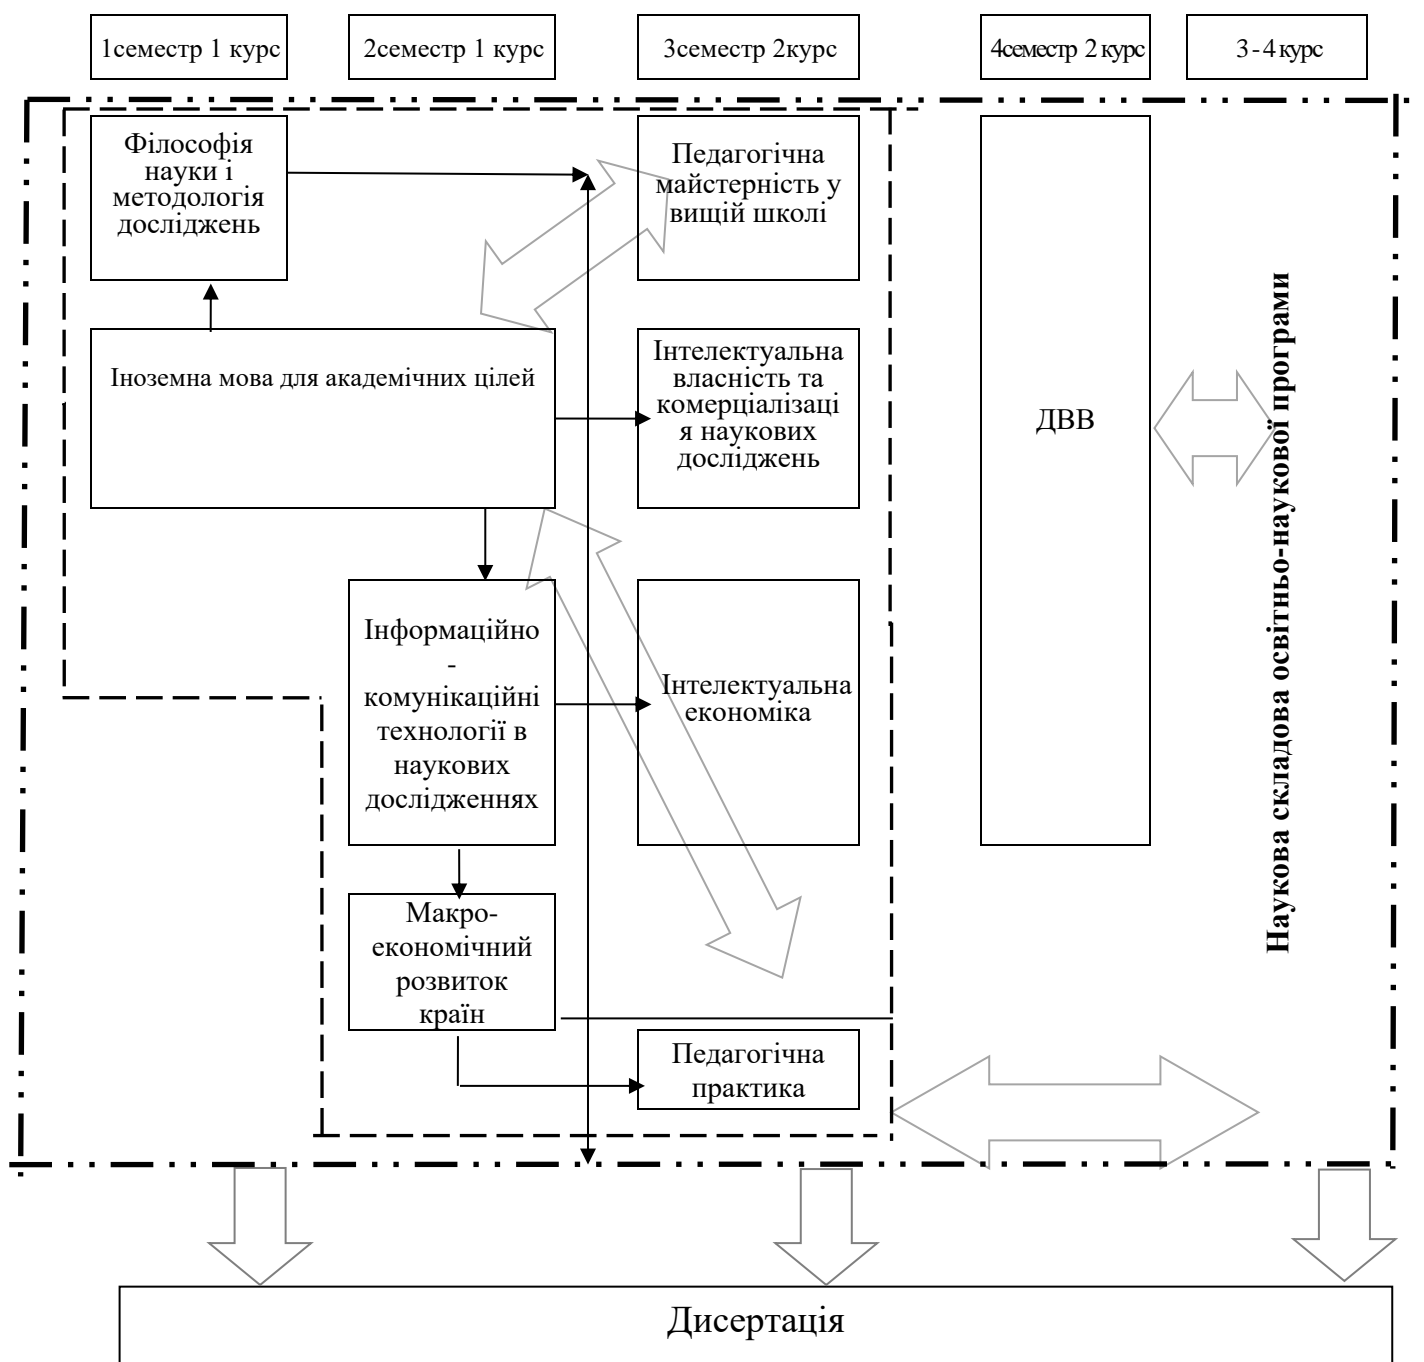 1семестр 1 курс
2семестр 1 курс
3семестр 2курс
4семестр 2 курс
3-4 курс
Філософія
науки і
методологія
досліджень
Педагогічна
майстерність у
вищій школі
Іноземна мова для академічних цілей
Інтелектуальна
власність та
комерціалізаці
я наукових
досліджень
ДВВ
Наукова складова освітньо-наукової програми
Інформаційно
-
комунікаційні
технології в
наукових
дослідженнях
Інтелектуальна
економіка
Макро-
економічний
розвиток
країн
Педагогічна
практика
Дисертація